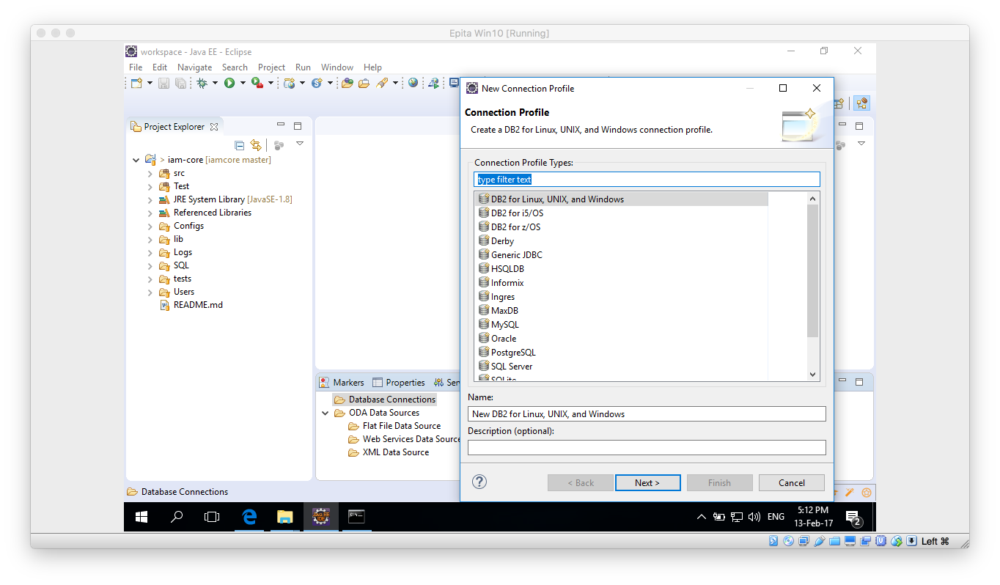 Epita Win10 [Running]
workspace - Java EE - Eclipse
File Edit Navigate Search Project Run Window Help
New Connection Profile
Connection Profile
Create a DB2 for Linux, UNIX, and Windows connection profile.
Project Explorer
> iam-core [iamcore master]
src
Test
JRE System Library [JavaSE-1.8]
Referenced Libraries
Configs
lib
Logs
SQL
tests
Users
README.md
Connection Profile Types:
type filter text
DB2 for Linux, UNIX, and Windows
DB2 for i5/OS
DB2 for z/OS
Derby
Generic JDBC
HSQLDB
Informix
Ingres
MaxDB
MySQL
Oracle
PostgreSQL
SQL Server
SQLite
Name:
New DB2 for Linux, UNIX, and Windows
Description (optional):
< Back Next > Finish Cancel
Markers Properties Ser
Database Connections
ODA Data Sources
Flat File Data Source
Web Services Data Source
XML Data Source
Database Connections
ENG
5:12 PM
13-Feb-17
2
Left ⌘